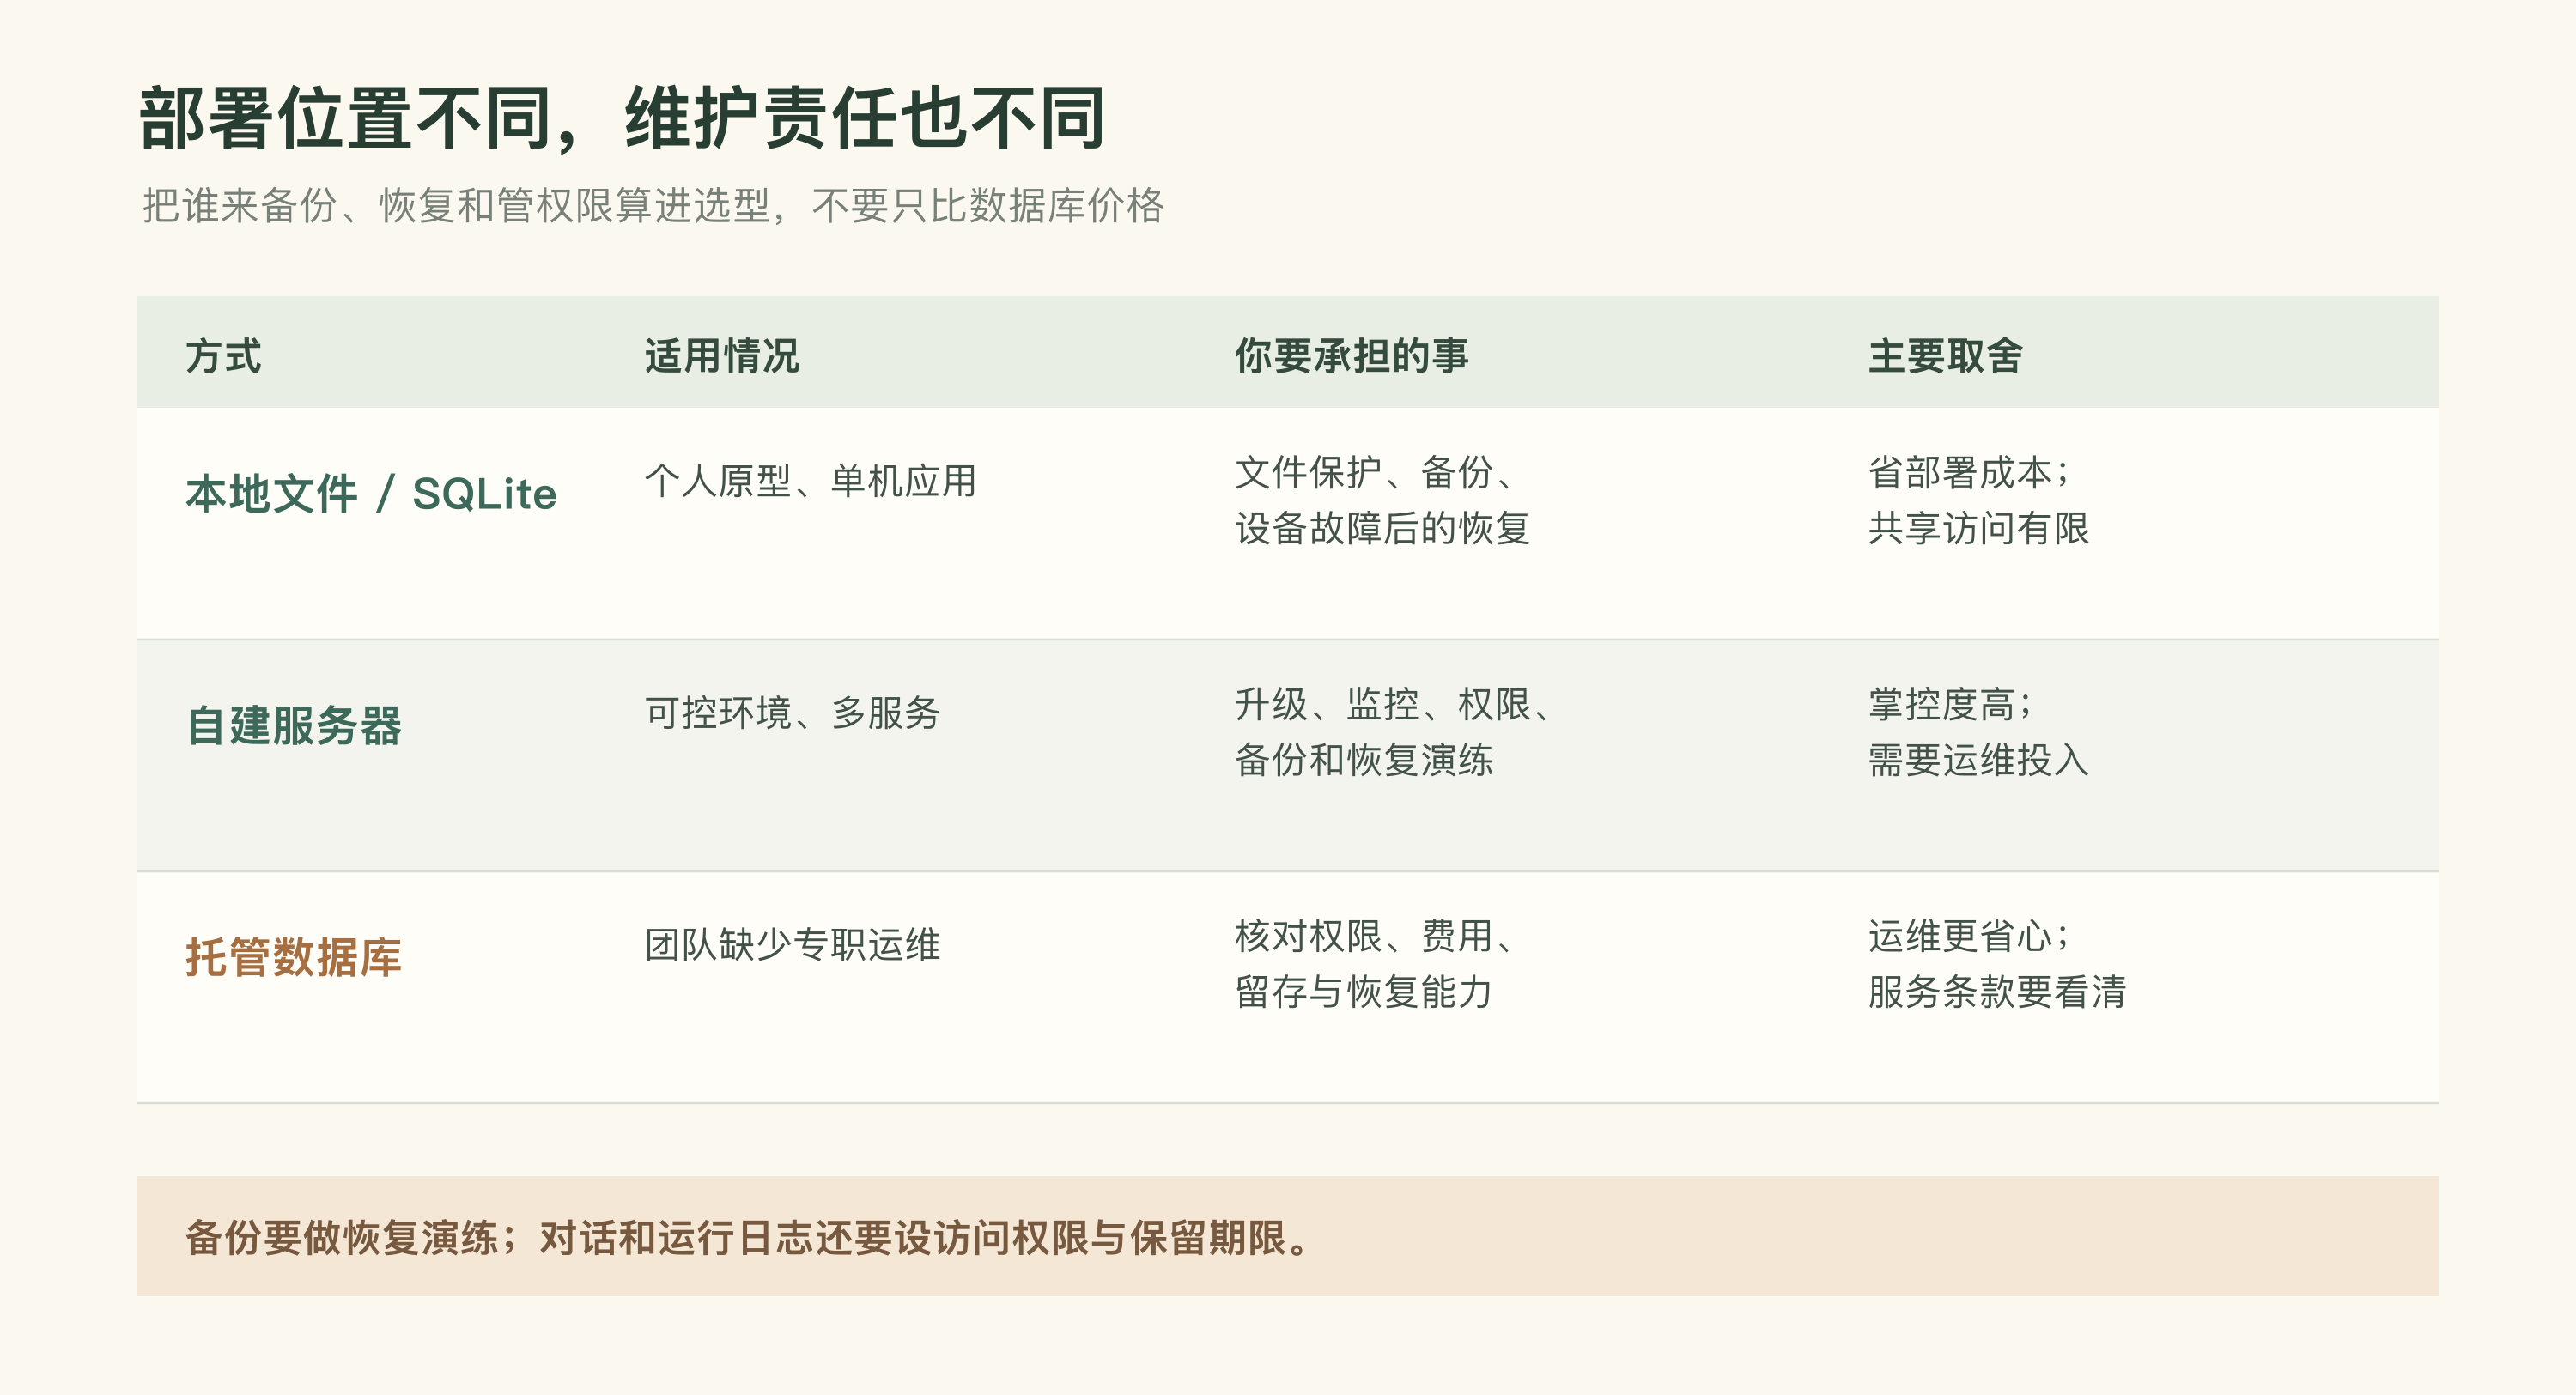 部署位置不同，维护责任也不同
把谁来备份、恢复和管权限算进选型，不要只比数据库价格
方式
适用情况
你要承担的事
主要取舍
本地文件 / SQLite
个人原型、单机应用
文件保护、备份、
设备故障后的恢复
省部署成本；
共享访问有限
自建服务器
可控环境、多服务
升级、监控、权限、
备份和恢复演练
掌控度高；
需要运维投入
托管数据库
团队缺少专职运维
核对权限、费用、
留存与恢复能力
运维更省心；
服务条款要看清
备份要做恢复演练；对话和运行日志还要设访问权限与保留期限。